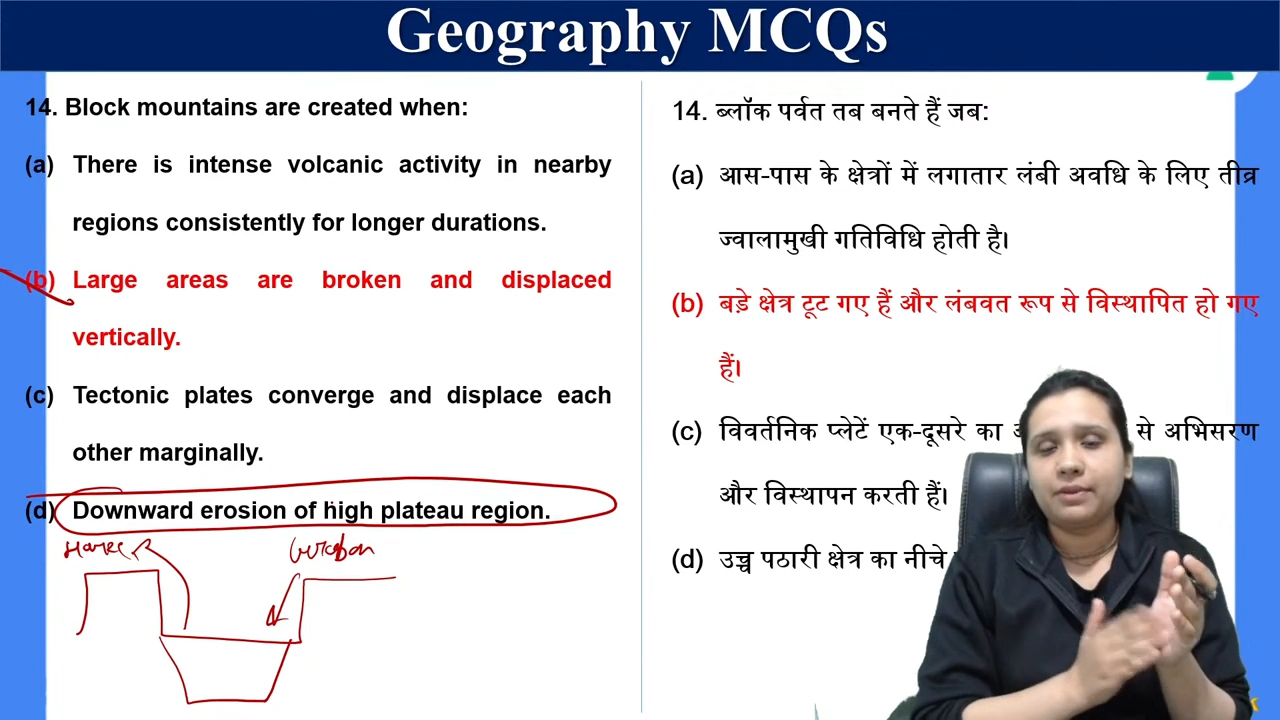 Geography MCQs
14. Block mountains are created when:
(a) There is intense volcanic activity in nearby
regions consistently for longer durations.
(b) Large areas are broken and displaced
vertically.
(c) Tectonic plates converge and displace each
other marginally.
(d) Downward erosion of high plateau region.
14. ब्लॉक पर्वत तब बनते हैं जब:
(a) आस-पास के क्षेत्रों में लगातार लंबी अवधि के लिए तीव्र
ज्वालामुखी गतिविधि होती है।
(b) बड़े क्षेत्र टूट गए हैं और लंबवत रूप से विस्थापित हो गए
हैं।
(c) विवर्तनिक प्लेटें एक-दूसरे का से अभिसरण
और विस्थापन करती हैं।
(d) उच्च पठारी क्षेत्र का नीचे